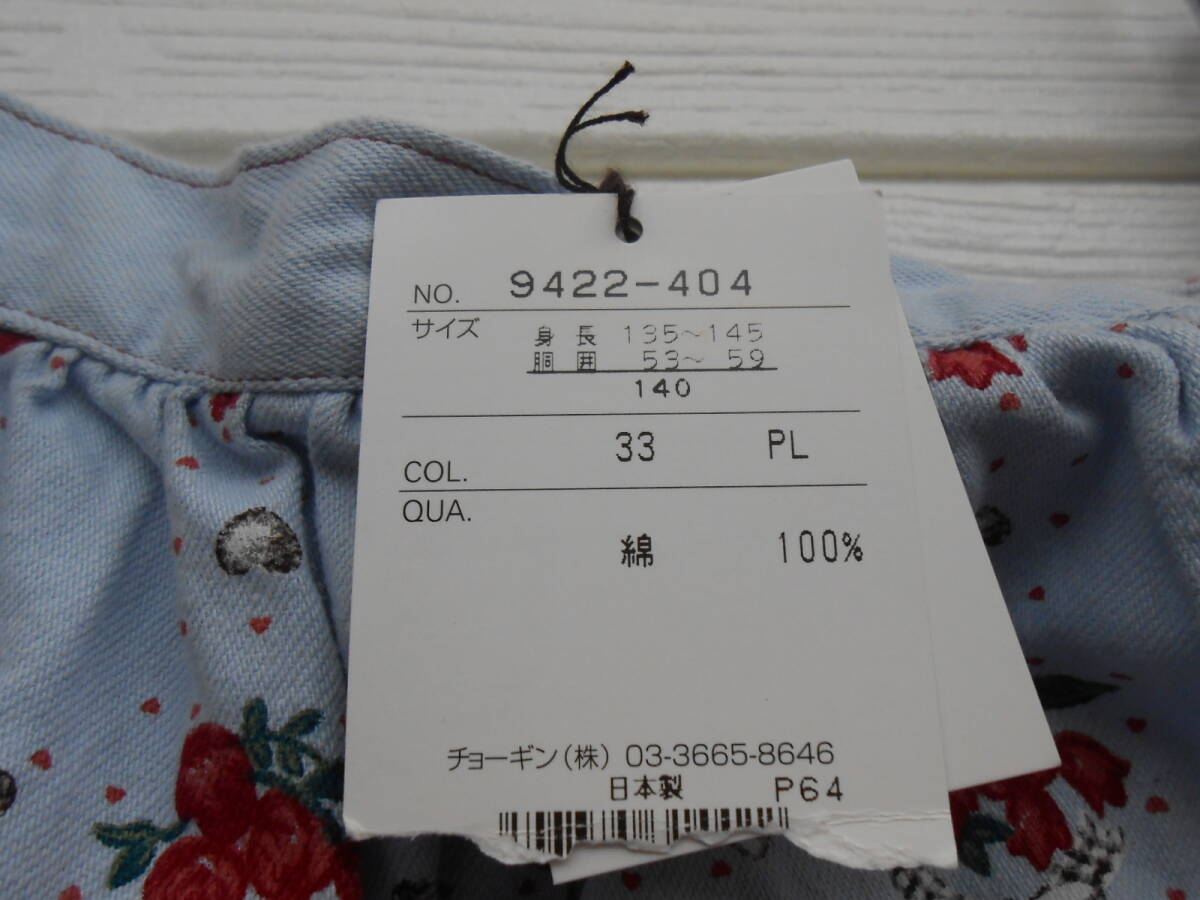 NO. 9422-404
サイズ
身長 135～145
胴囲 53～ 59
140
COL. 33 PL
QUA.
綿 100%
チョーギン(株) 03-3665-8646
日本製 P64